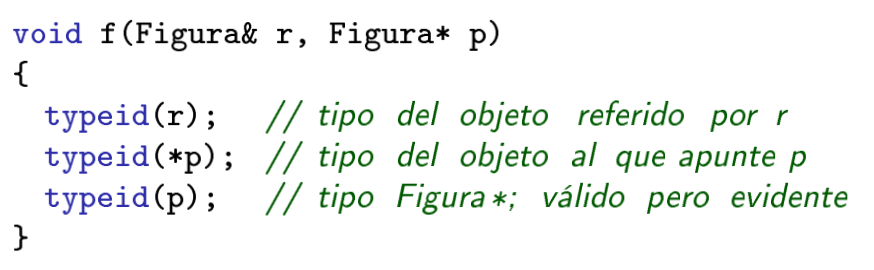 void f(Figura& r, Figura* p)
{
typeid(r); // tipo del objeto referido por r
typeid(*p); // tipo del objeto al que apunte p
typeid(p); // tipo Figura*; válido pero evidente
}